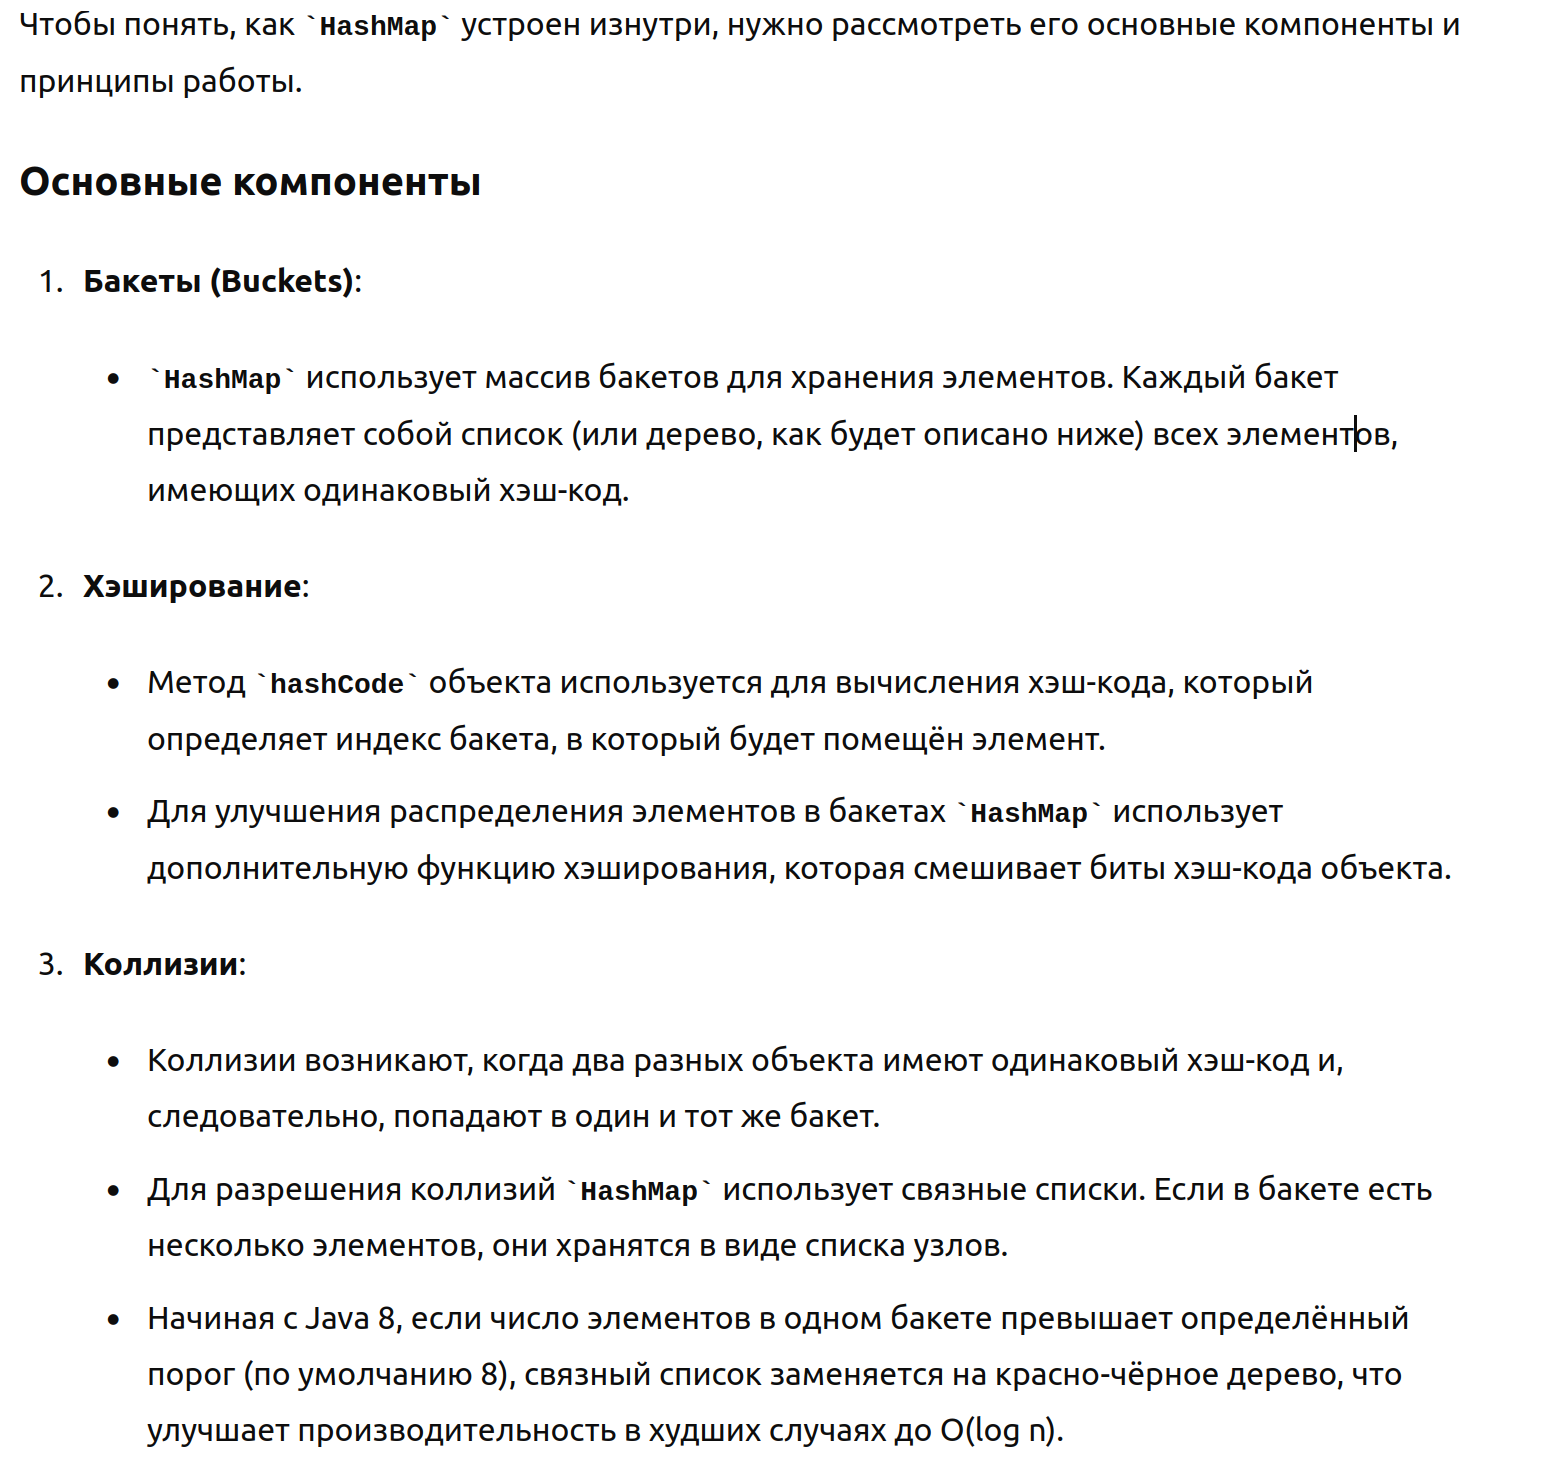 Чтобы понять, как `HashMap` устроен изнутри, нужно рассмотреть его основные компоненты и
принципы работы.
Основные компоненты
1. Бакеты (Buckets):
• `HashMap` использует массив бакетов для хранения элементов. Каждый бакет
представляет собой список (или дерево, как будет описано ниже) всех элементов,
имеющих одинаковый хэш-код.
2. Хэширование:
• Метод `hashCode` объекта используется для вычисления хэш-кода, который
определяет индекс бакета, в который будет помещён элемент.
• Для улучшения распределения элементов в бакетах `HashMap` использует
дополнительную функцию хэширования, которая смешивает биты хэш-кода объекта.
3. Коллизии:
• Коллизии возникают, когда два разных объекта имеют одинаковый хэш-код и,
следовательно, попадают в один и тот же бакет.
• Для разрешения коллизий `HashMap` использует связные списки. Если в бакете есть
несколько элементов, они хранятся в виде списка узлов.
• Начиная с Java 8, если число элементов в одном бакете превышает определённый
порог (по умолчанию 8), связный список заменяется на красно-чёрное дерево, что
улучшает производительность в худших случаях до O(log n).